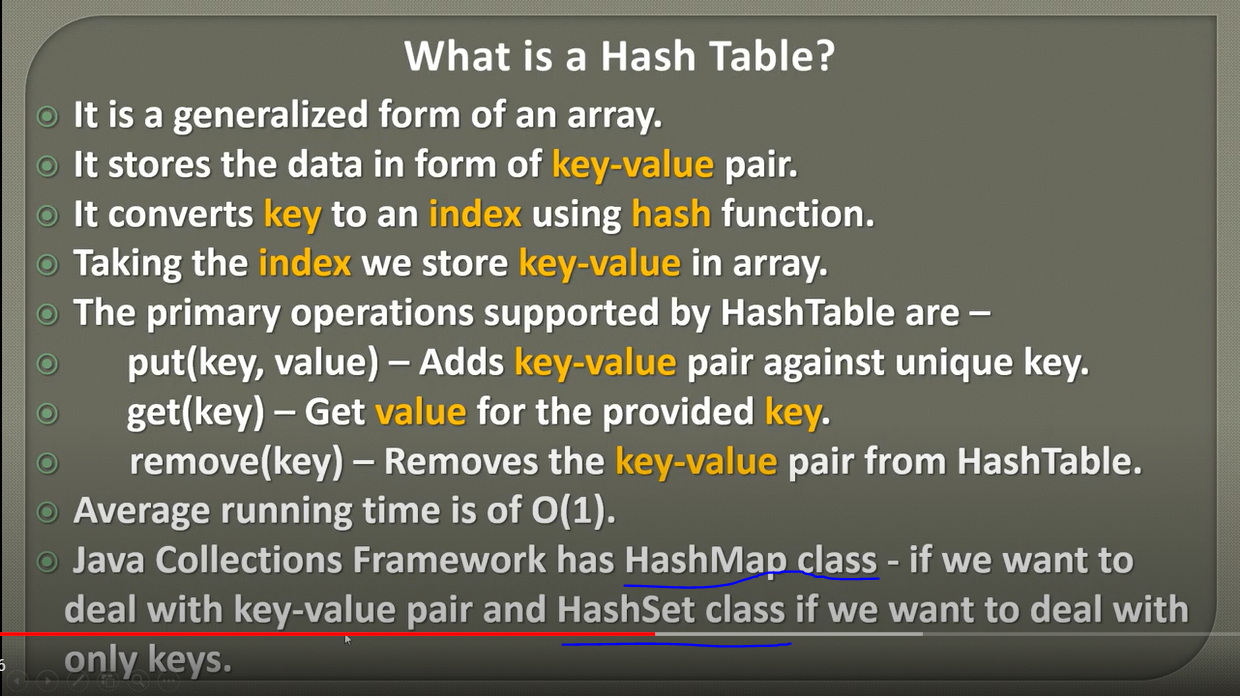 What is a Hash Table?
It is a generalized form of an array.
It stores the data in form of key-value pair.
It converts key to an index using hash function.
Taking the index we store key-value in array.
The primary operations supported by HashTable are –
put(key, value) – Adds key-value pair against unique key.
get(key) – Get value for the provided key.
remove(key) – Removes the key-value pair from HashTable.
Average running time is of O(1).
Java Collections Framework has HashMap class - if we want to
deal with key-value pair and HashSet class if we want to deal with
6
only keys.